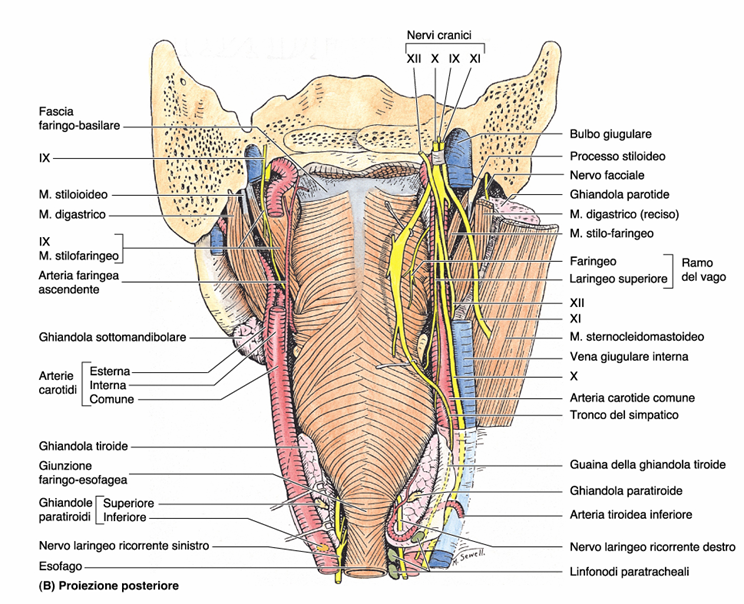 Nervi cranici
XII X IX XI
Fascia
faringo-basilare
IX
M. stiloioideo
M. digastrico
IX
M. stilofaringeo
Arteria faringea
ascendente
Ghiandola sottomandibolare
Arterie
carotidi
Esterna
Interna
Comune
Ghiandola tiroide
Giunzione
faringo-esofagea
Ghiandole
paratiroidi
Superiore
Inferiore
Nervo laringeo ricorrente sinistro
Esofago
(B) Proiezione posteriore
Bulbo giugulare
Processo stiloideo
Nervo facciale
Ghiandola parotide
M. digastrico (reciso)
M. stilo-faringeo
Faringeo
Laringeo superiore
Ramo
del vago
XII
XI
M. sternocleidomastoideo
Vena giugulare interna
X
Arteria carotide comune
Tronco del simpatico
Guaina della ghiandola tiroide
Ghiandola paratiroide
Arteria tiroidea inferiore
Nervo laringeo ricorrente destro
Linfonodi paratracheali
A. Sewell.